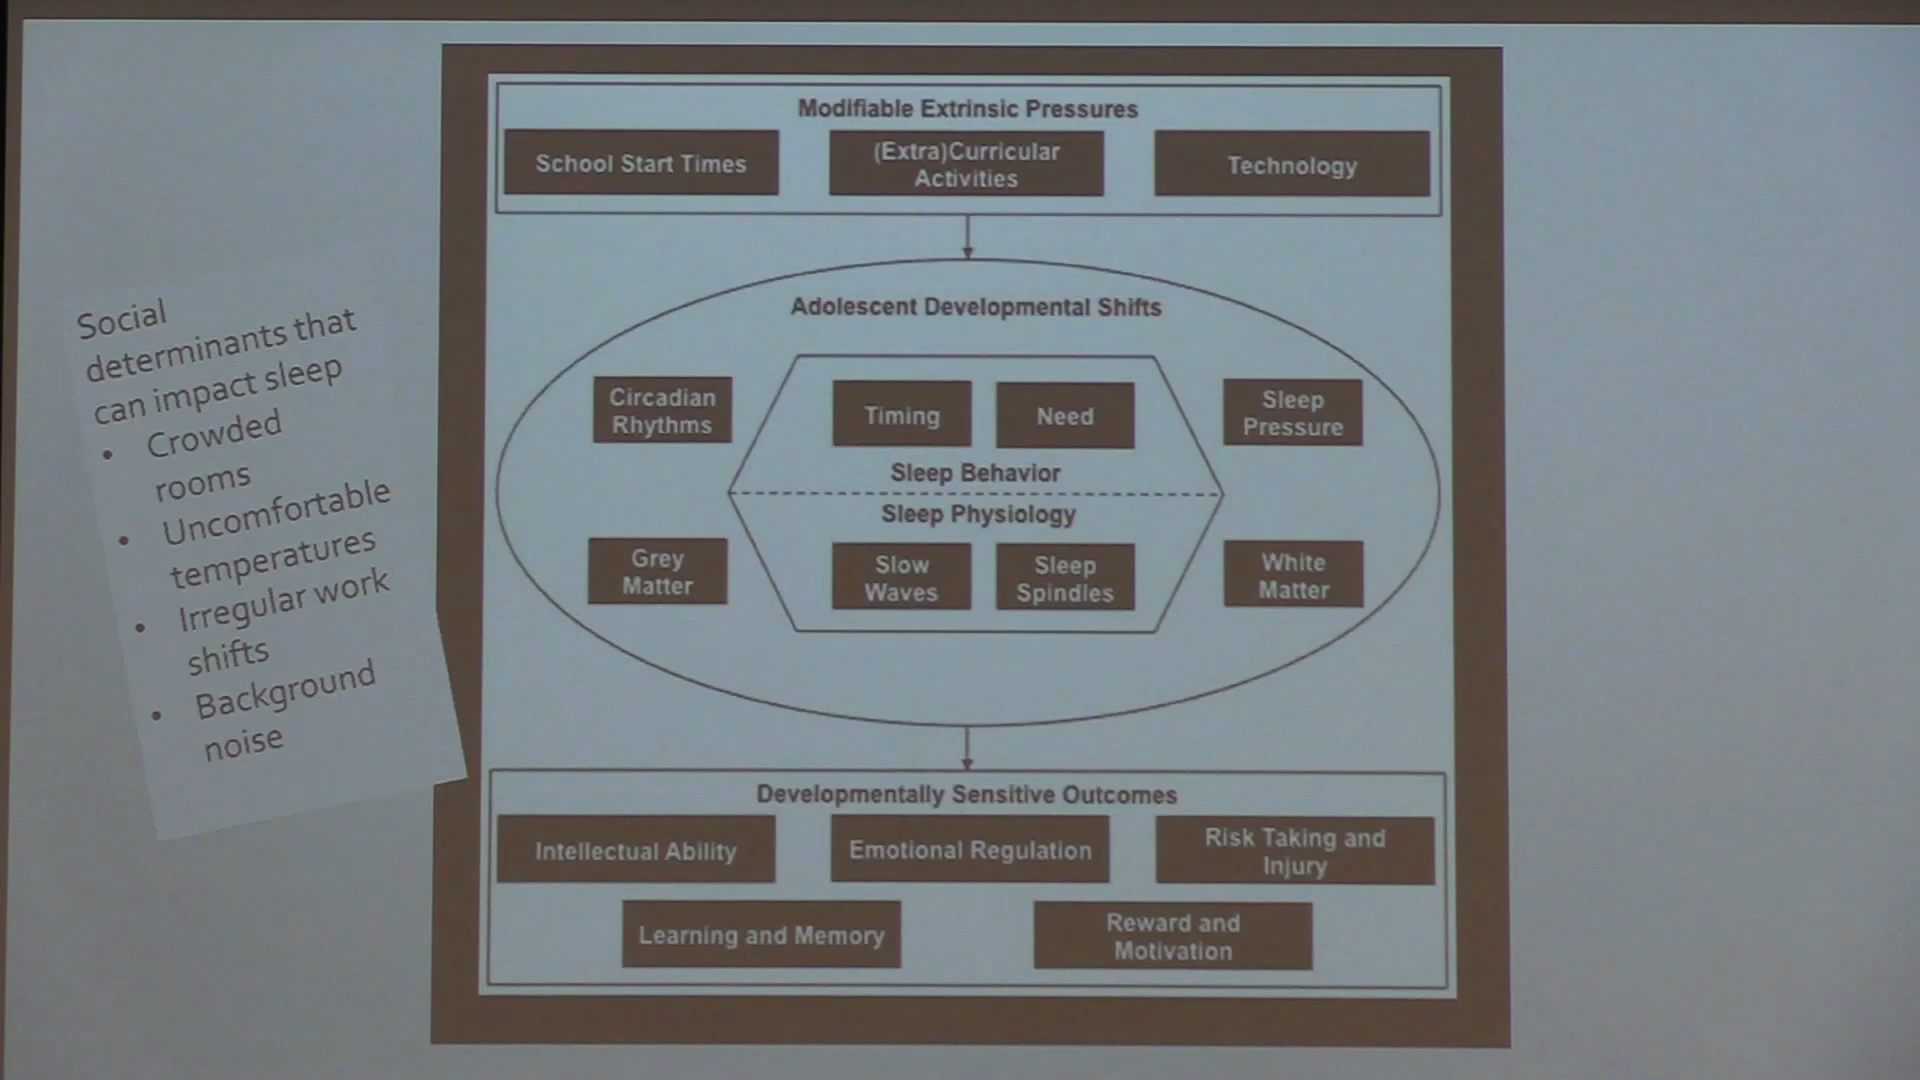 Social
determinants that
can impact sleep
• Crowded
rooms
• Uncomfortable
temperatures
• Irregular work
shifts
• Background
noise
Modifiable Extrinsic Pressures
School Start Times
(Extra)Curricular
Activities
Technology
Adolescent Developmental Shifts
Circadian
Rhythms
Timing
Need
Sleep
Pressure
Sleep Behavior
Sleep Physiology
Grey
Matter
Slow
Waves
Sleep
Spindles
White
Matter
Developmentally Sensitive Outcomes
Intellectual Ability
Emotional Regulation
Risk Taking and
Injury
Learning and Memory
Reward and
Motivation